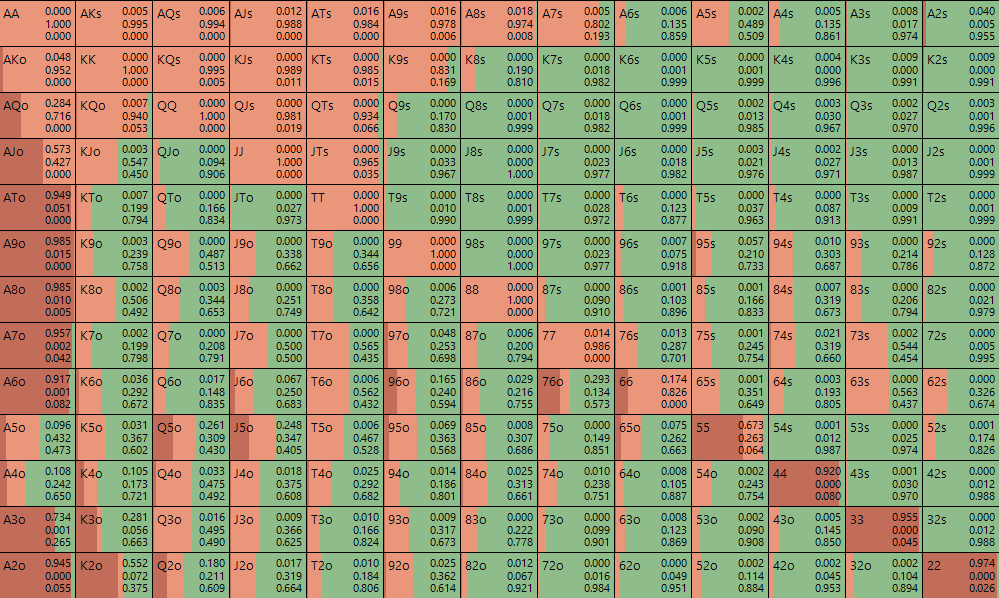 AA 0.000 AKs 0.005 AQs 0.006 AJs 0.012 ATs 0.016 A9s 0.016 A8s 0.018 A7s 0.005 A6s 0.006 A5s 0.002 A4s 0.005 A3s 0.008 A2s 0.040
1.000 0.995 0.994 0.988 0.984 0.978 0.974 0.802 0.135 0.489 0.135 0.017 0.005
0.000 0.000 0.000 0.000 0.000 0.006 0.008 0.193 0.859 0.509 0.861 0.974 0.955
AKo 0.048 KK 0.000 KQs 0.000 KJs 0.000 KTs 0.000 K9s 0.000 K8s 0.000 K7s 0.000 K6s 0.000 K5s 0.000 K4s 0.004 K3s 0.000 K2s 0.000
0.952 1.000 0.995 0.989 0.985 0.831 0.190 0.018 0.001 0.001 0.000 0.009 0.009
0.000 0.000 0.005 0.011 0.015 0.169 0.810 0.982 0.999 0.999 0.996 0.991 0.991
AQo 0.284 KQo 0.007 QQ 0.000 QJs 0.000 QTs 0.000 Q9s 0.000 Q8s 0.000 Q7s 0.000 Q6s 0.000 Q5s 0.002 Q4s 0.003 Q3s 0.002 Q2s 0.003
0.716 0.940 1.000 0.981 0.934 0.170 0.001 0.018 0.001 0.013 0.030 0.027 0.001
0.000 0.053 0.000 0.019 0.066 0.830 0.999 0.982 0.999 0.985 0.967 0.970 0.996
AJo 0.573 KJo 0.003 QJo 0.000 JJ 0.000 JTs 0.000 J9s 0.000 J8s 0.000 J7s 0.000 J6s 0.000 J5s 0.003 J4s 0.002 J3s 0.000 J2s 0.000
0.427 0.547 0.094 1.000 0.965 0.033 0.000 0.023 0.018 0.021 0.027 0.013 0.001
0.000 0.450 0.906 0.000 0.035 0.967 1.000 0.977 0.982 0.976 0.971 0.987 0.999
ATo 0.949 KTo 0.007 QTo 0.000 JTo 0.000 TT 0.000 T9s 0.000 T8s 0.000 T7s 0.000 T6s 0.000 T5s 0.000 T4s 0.000 T3s 0.000 T2s 0.000
0.051 0.199 0.166 0.027 1.000 0.010 0.001 0.028 0.123 0.037 0.087 0.009 0.001
0.000 0.794 0.834 0.973 0.000 0.990 0.999 0.972 0.877 0.963 0.913 0.991 0.999
A9o 0.985 K9o 0.003 Q9o 0.000 J9o 0.000 T9o 0.000 99 0.000 98s 0.000 97s 0.000 96s 0.007 95s 0.057 94s 0.010 93s 0.000 92s 0.000
0.015 0.239 0.487 0.338 0.344 1.000 0.000 0.023 0.075 0.210 0.303 0.214 0.128
0.000 0.758 0.513 0.662 0.656 0.000 1.000 0.977 0.918 0.733 0.687 0.786 0.872
A8o 0.985 K8o 0.002 Q8o 0.003 J8o 0.000 T8o 0.000 98o 0.006 88 0.000 87s 0.000 86s 0.001 85s 0.001 84s 0.007 83s 0.000 82s 0.000
0.010 0.506 0.344 0.251 0.358 0.273 1.000 0.090 0.103 0.166 0.319 0.206 0.021
0.005 0.492 0.653 0.749 0.642 0.721 0.000 0.910 0.896 0.833 0.673 0.794 0.979
A7o 0.957 K7o 0.002 Q7o 0.000 J7o 0.000 T7o 0.000 97o 0.048 87o 0.006 77 0.014 76s 0.013 75s 0.001 74s 0.021 73s 0.002 72s 0.000
0.002 0.199 0.208 0.500 0.565 0.253 0.200 0.986 0.287 0.245 0.319 0.544 0.005
0.042 0.798 0.791 0.500 0.435 0.698 0.794 0.000 0.701 0.754 0.660 0.454 0.995
A6o 0.917 K6o 0.036 Q6o 0.017 J6o 0.067 T6o 0.006 96o 0.165 86o 0.029 76o 0.293 66 0.174 65s 0.001 64s 0.003 63s 0.000 62s 0.000
0.001 0.292 0.148 0.250 0.562 0.240 0.216 0.134 0.826 0.351 0.193 0.563 0.326
0.082 0.672 0.835 0.683 0.432 0.594 0.755 0.573 0.000 0.649 0.805 0.437 0.674
A5o 0.096 K5o 0.031 Q5o 0.261 J5o 0.248 T5o 0.006 95o 0.069 85o 0.008 75o 0.000 65o 0.075 55 0.673 54s 0.001 53s 0.000 52s 0.001
0.432 0.367 0.309 0.347 0.467 0.363 0.307 0.149 0.262 0.263 0.012 0.025 0.174
0.473 0.602 0.430 0.405 0.528 0.568 0.686 0.851 0.663 0.064 0.987 0.974 0.826
A4o 0.108 K4o 0.105 Q4o 0.033 J4o 0.018 T4o 0.025 94o 0.014 84o 0.025 74o 0.010 64o 0.008 54o 0.002 44 0.920 43s 0.001 42s 0.000
0.242 0.173 0.475 0.375 0.292 0.186 0.313 0.238 0.105 0.243 0.000 0.030 0.012
0.650 0.721 0.492 0.608 0.682 0.801 0.661 0.751 0.887 0.754 0.080 0.970 0.988
A3o 0.734 K3o 0.281 Q3o 0.016 J3o 0.009 T3o 0.010 93o 0.009 83o 0.000 73o 0.000 63o 0.008 53o 0.002 43o 0.005 33 0.955 32s 0.000
0.001 0.056 0.495 0.366 0.166 0.317 0.222 0.099 0.123 0.090 0.145 0.000 0.012
0.265 0.663 0.490 0.625 0.824 0.673 0.778 0.901 0.869 0.908 0.850 0.045 0.988
A2o 0.945 K2o 0.552 Q2o 0.180 J2o 0.017 T2o 0.010 92o 0.025 82o 0.012 72o 0.000 62o 0.000 52o 0.002 42o 0.002 32o 0.002 22 0.974
0.000 0.072 0.211 0.319 0.184 0.362 0.067 0.016 0.049 0.114 0.045 0.104 0.000
0.055 0.375 0.609 0.664 0.806 0.614 0.921 0.984 0.951 0.884 0.953 0.894 0.026